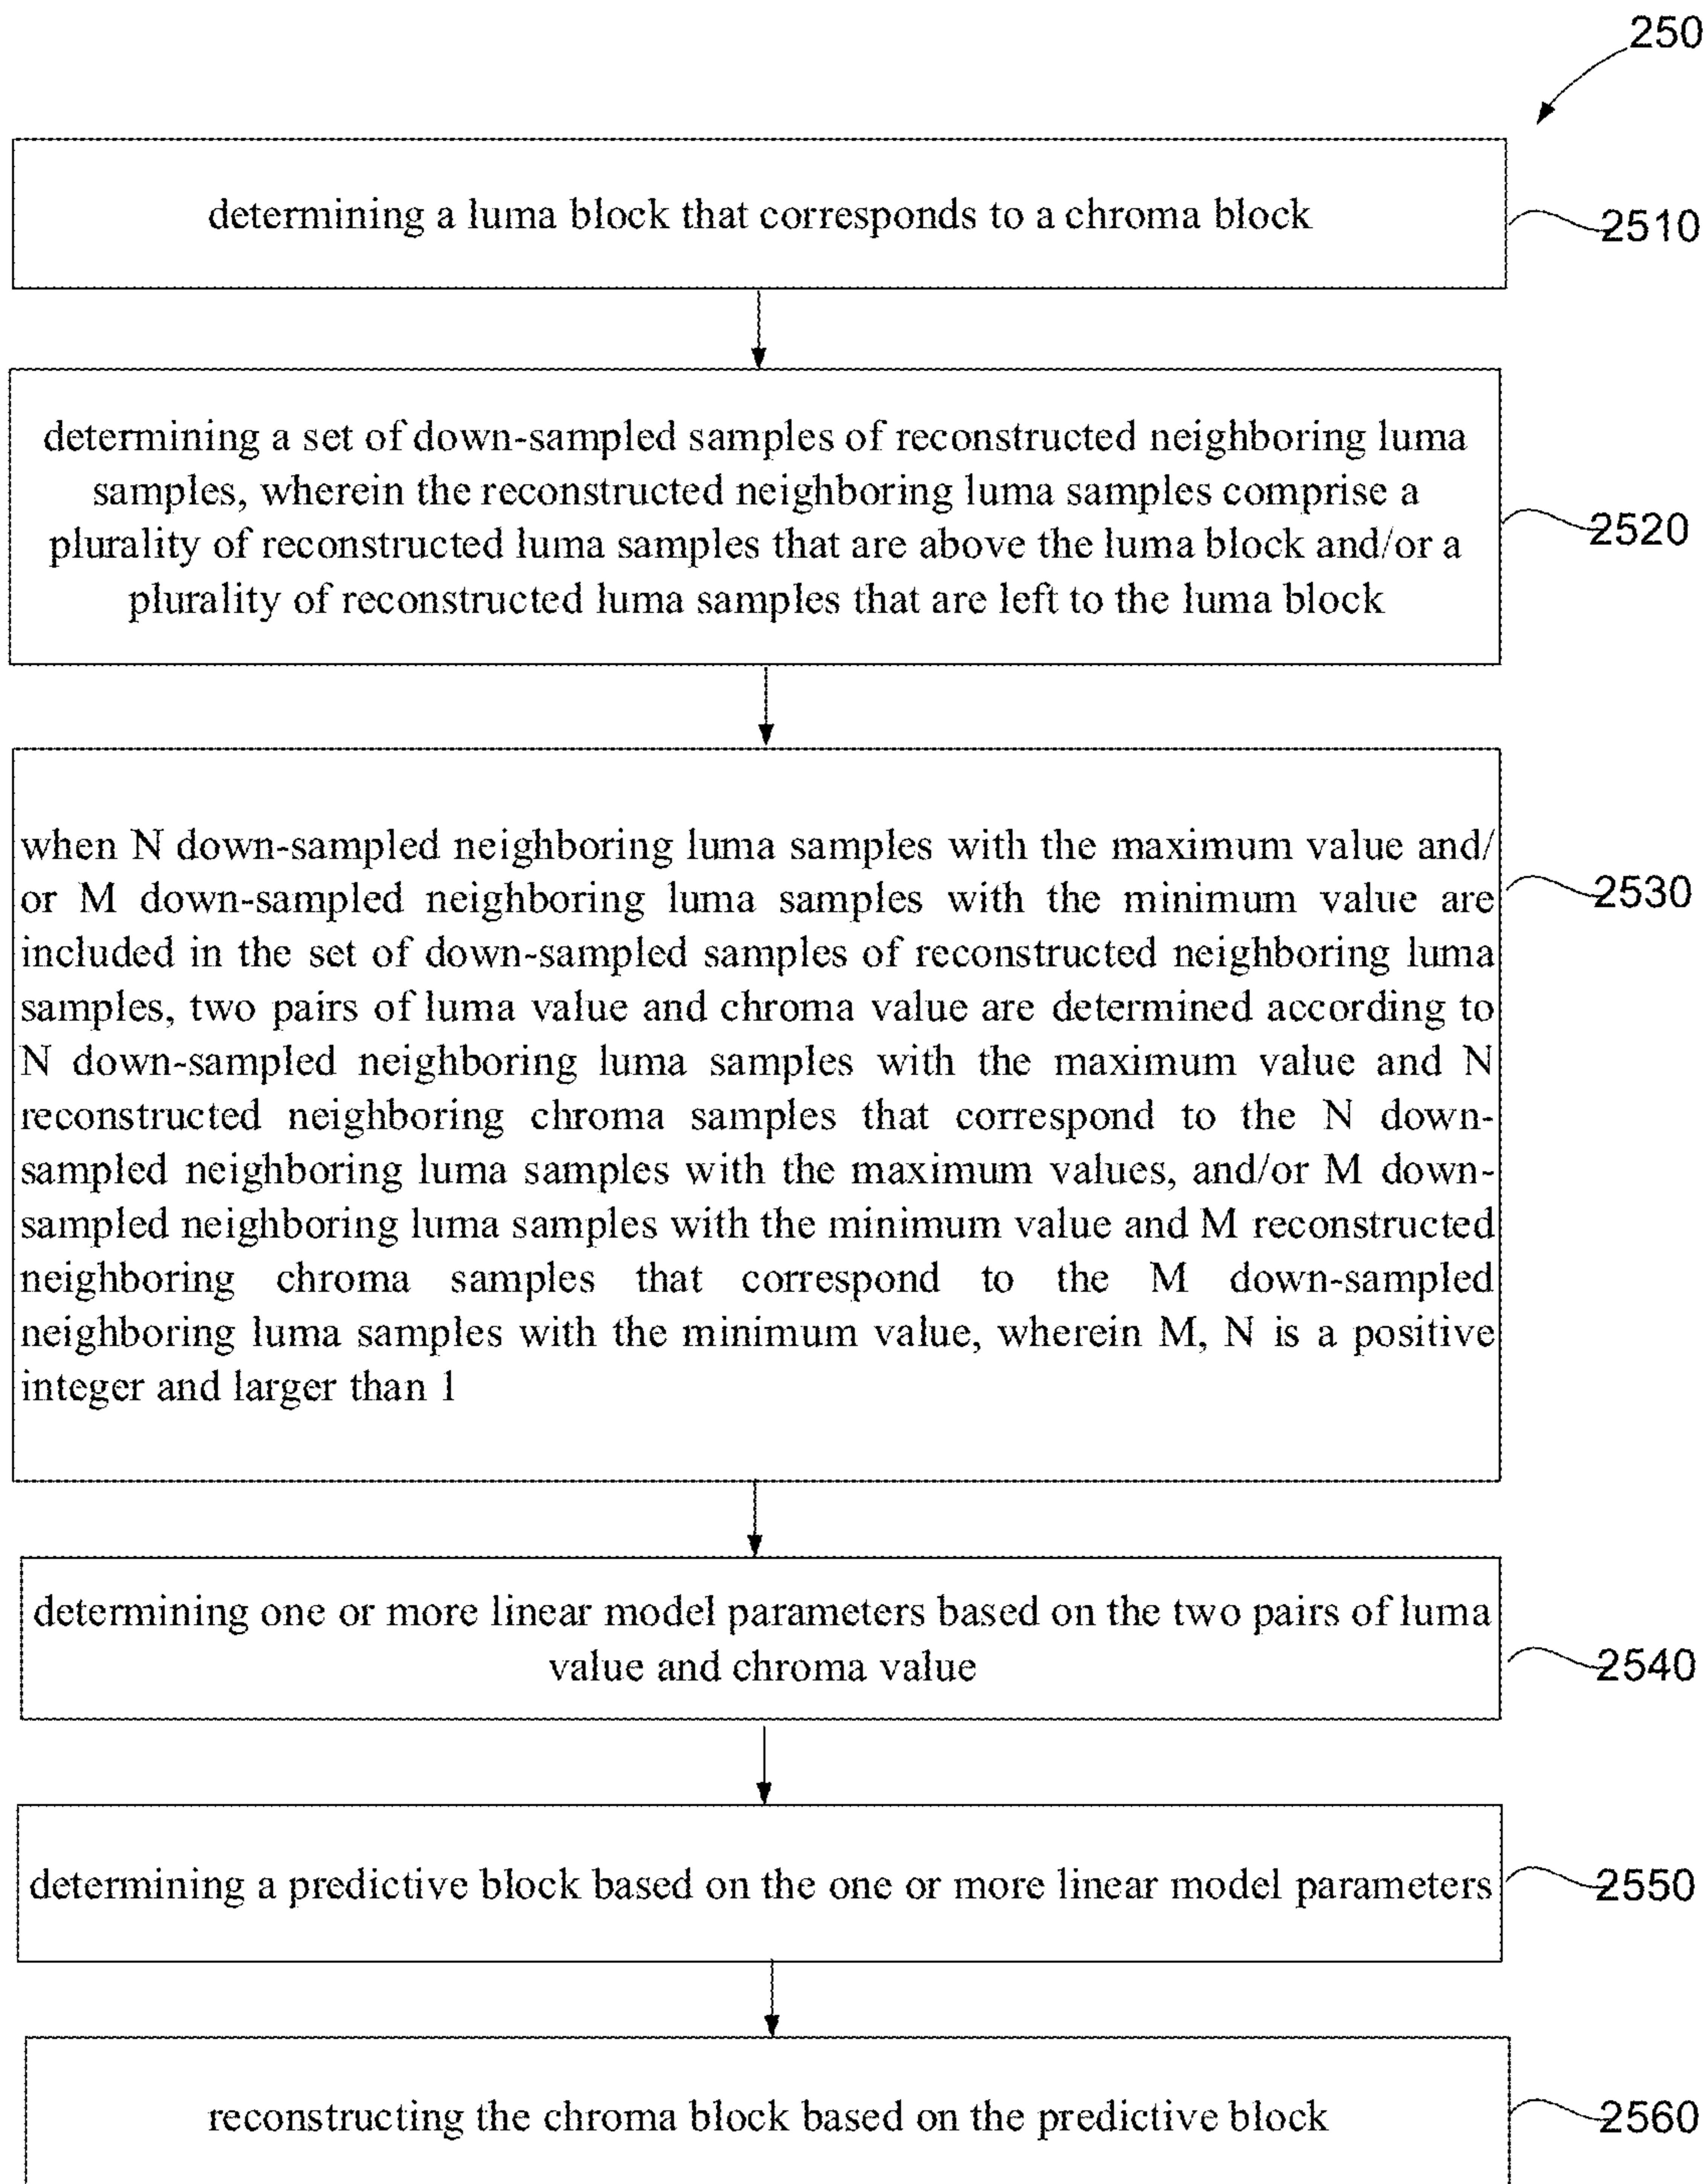 250
determining a luma block that corresponds to a chroma block
2510
determining a set of down-sampled samples of reconstructed neighboring luma
samples, wherein the reconstructed neighboring luma samples comprise a
plurality of reconstructed luma samples that are above the luma block and/or a
plurality of reconstructed luma samples that are left to the luma block
2520
when N down-sampled neighboring luma samples with the maximum value and/
or M down-sampled neighboring luma samples with the minimum value are
included in the set of down-sampled samples of reconstructed neighboring luma
samples, two pairs of luma value and chroma value are determined according to
N down-sampled neighboring luma samples with the maximum value and N
reconstructed neighboring chroma samples that correspond to the N down-
sampled neighboring luma samples with the maximum values, and/or M down-
sampled neighboring luma samples with the minimum value and M reconstructed
neighboring chroma samples that correspond to the M down-sampled
neighboring luma samples with the minimum value, wherein M, N is a positive
integer and larger than 1
2530
determining one or more linear model parameters based on the two pairs of luma
value and chroma value
2540
determining a predictive block based on the one or more linear model parameters
2550
reconstructing the chroma block based on the predictive block
2560